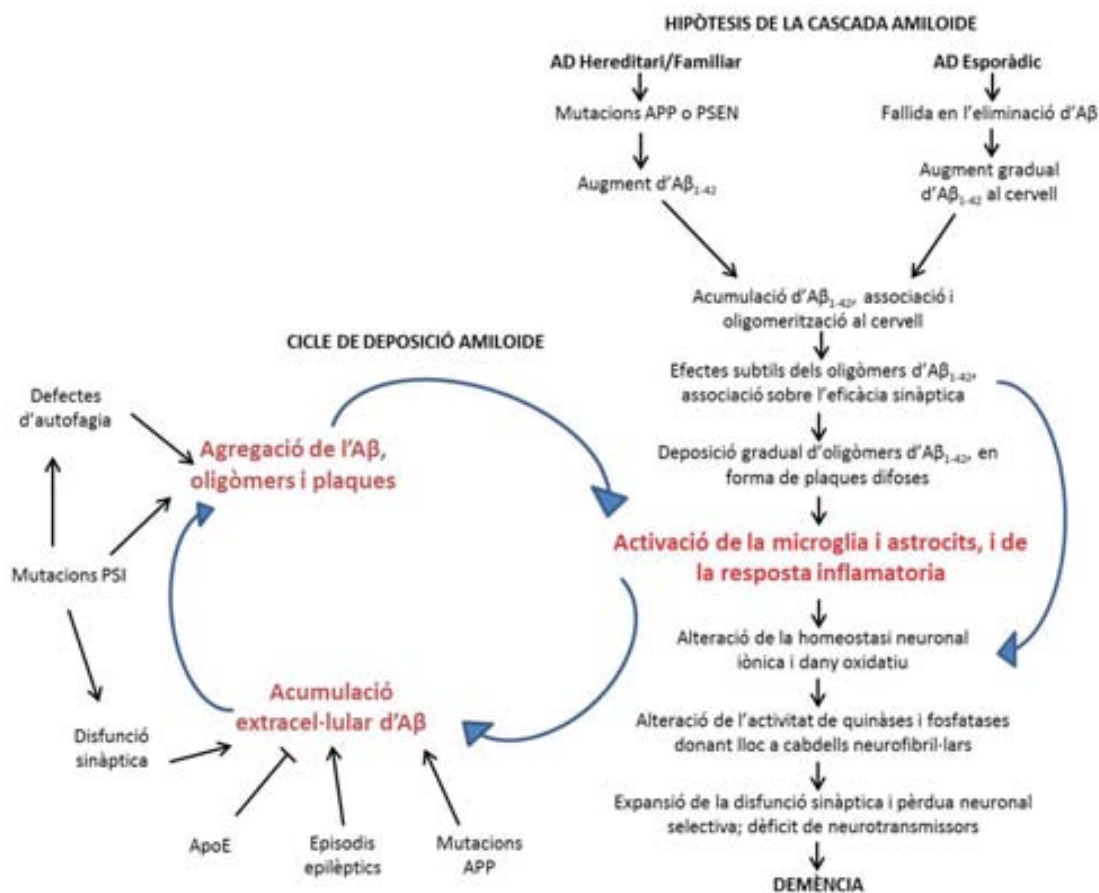 HIPÒTESIS DE LA CASCADA AMILOIDE
AD Hereditari/Familiar
AD Esporàdic
Mutacions APP o PSEN
Fallida en l'eliminació d'Aβ
Augment d'Aβ1-42
Augment gradual
d'Aβ1-42 al cervell
Acumulació d'Aβ1-42, associació i
oligomerització al cervell
CICLE DE DEPOSICIÓ AMILOIDE
Efectes subtils dels oligòmers d'Aβ1-42,
associació sobre l'eficàcia sinàptica
Defectes
d'autofagia
Agregació de l'Aβ,
oligòmers i plaques
Deposició gradual d'oligòmers d'Aβ1-42, en
forma de plaques difoses
Activació de la microglia i astrocits, i de
la resposta inflamatoria
Mutacions PSI
Alteració de la homeostasi neuronal
iònica i dany oxidatiu
Acumulació
extracel·lular d'Aβ
Disfunció
sinàptica
Alteració de l'activitat de quinàses i fosfatases
donant lloc a cabdells neurofibril·lars
Expansió de la disfunció sinàptica i pèrdua neuronal
selectiva; dèficit de neurotransmissors
ApoE
Episodis
epilèptics
Mutacions
APP
DEMÈNCIA